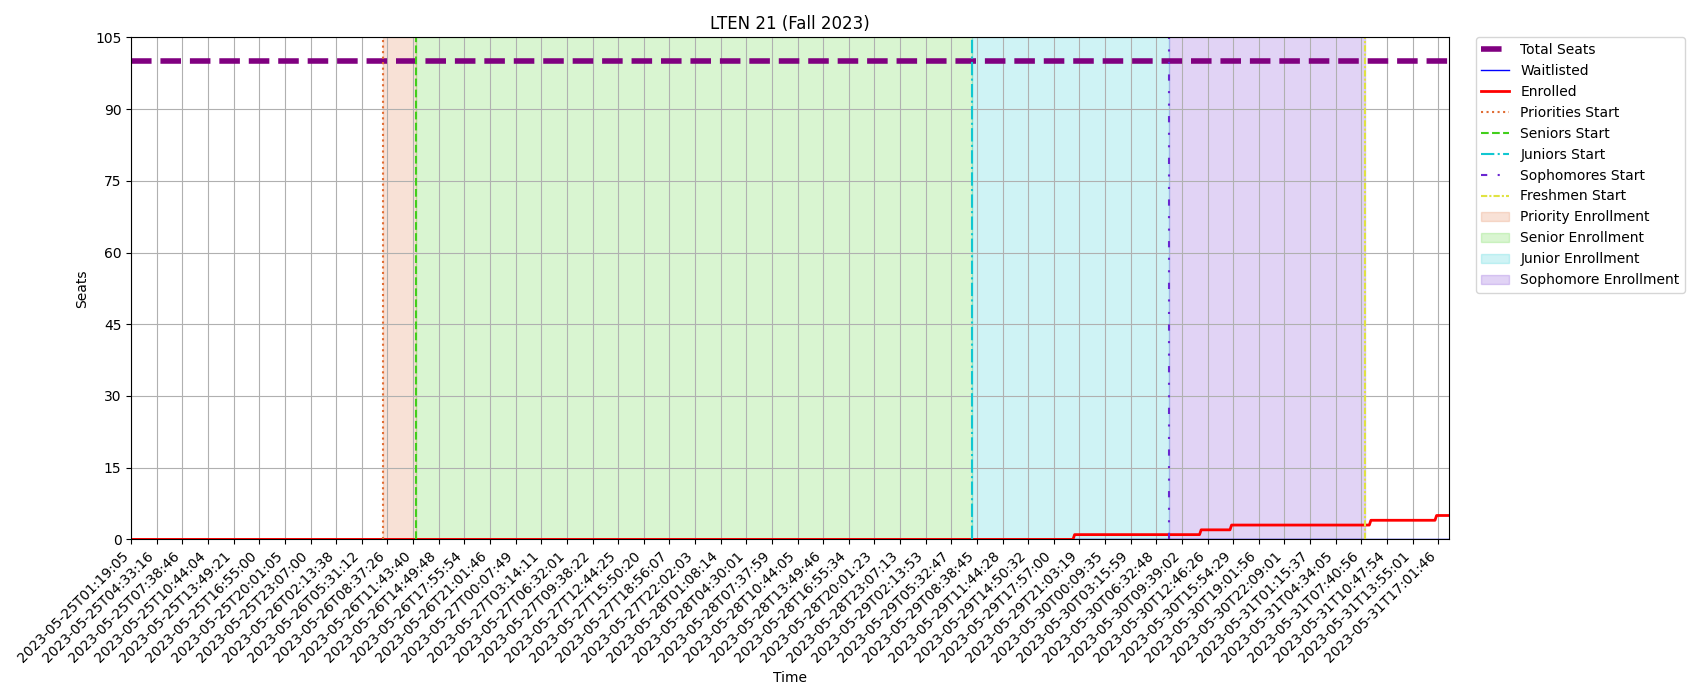 LTEN 21 (Fall 2023)
105
90
75
60
45
30
15
0
Seats
2023-05-25T01:19:05
2023-05-25T04:33:16
2023-05-25T07:38:46
2023-05-25T10:44:04
2023-05-25T13:49:21
2023-05-25T16:55:00
2023-05-25T20:01:05
2023-05-25T23:07:00
2023-05-26T02:13:38
2023-05-26T05:31:12
2023-05-26T08:37:26
2023-05-26T11:43:40
2023-05-26T14:49:48
2023-05-26T17:55:54
2023-05-26T21:01:46
2023-05-27T00:07:49
2023-05-27T03:14:11
2023-05-27T06:32:01
2023-05-27T09:38:22
2023-05-27T12:44:25
2023-05-27T15:50:20
2023-05-27T18:56:07
2023-05-27T22:02:03
2023-05-28T01:08:14
2023-05-28T04:30:01
2023-05-28T07:37:59
2023-05-28T10:44:05
2023-05-28T13:49:46
2023-05-28T16:55:34
2023-05-28T20:01:23
2023-05-28T23:07:13
2023-05-29T02:13:53
2023-05-29T05:32:47
2023-05-29T08:38:45
2023-05-29T11:44:28
2023-05-29T14:50:32
2023-05-29T17:57:00
2023-05-29T21:03:19
2023-05-30T00:09:35
2023-05-30T03:15:59
2023-05-30T06:32:48
2023-05-30T09:39:02
2023-05-30T12:46:26
2023-05-30T15:54:29
2023-05-30T19:01:56
2023-05-30T22:09:01
2023-05-31T01:15:37
2023-05-31T04:34:05
2023-05-31T07:40:56
2023-05-31T10:47:54
2023-05-31T13:55:01
2023-05-31T17:01:46
Time
Total Seats
Waitlisted
Enrolled
Priorities Start
Seniors Start
Juniors Start
Sophomores Start
Freshmen Start
Priority Enrollment
Senior Enrollment
Junior Enrollment
Sophomore Enrollment